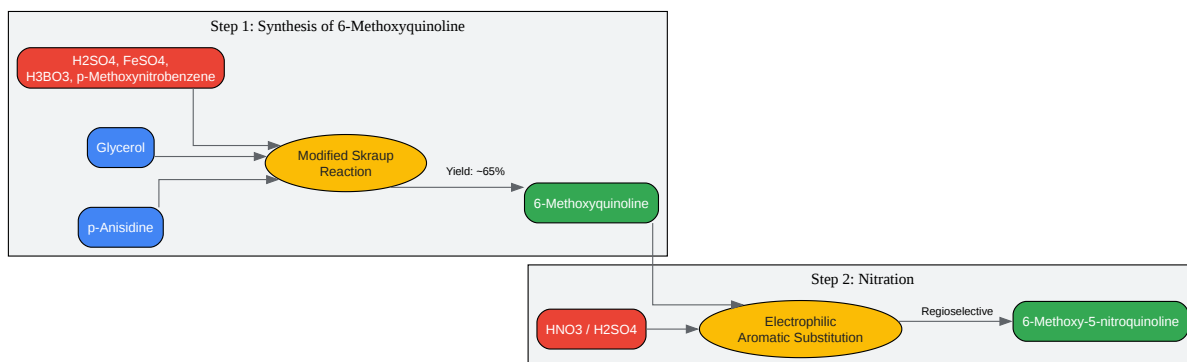 Step 1: Synthesis of 6-Methoxyquinoline
H2SO4, FeSO4,
H3BO3, p-Methoxynitrobenzene
Glycerol
p-Anisidine
Modified Skraup
Reaction
Yield: ~65%
6-Methoxyquinoline
Step 2: Nitration
HNO3 / H2SO4
Electrophilic
Aromatic Substitution
Regioselective
6-Methoxy-5-nitroquinoline